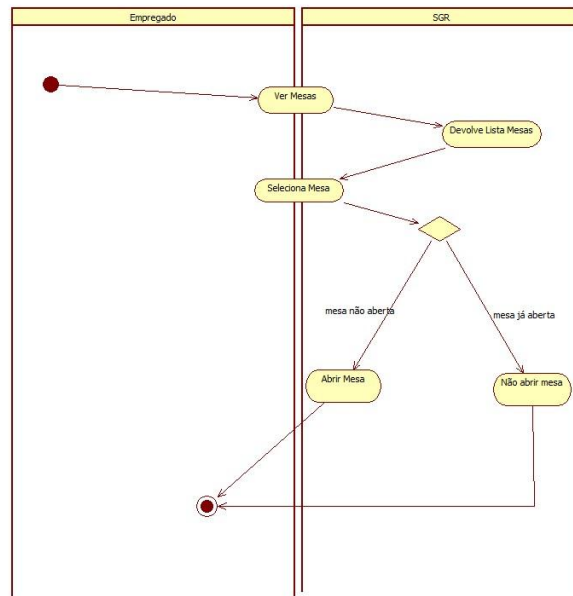 Empregado
SGR
Ver Mesas
Devolve Lista Mesas
Seleciona Mesa
mesa não aberta
mesa já aberta
Abrir Mesa
Não abrir mesa